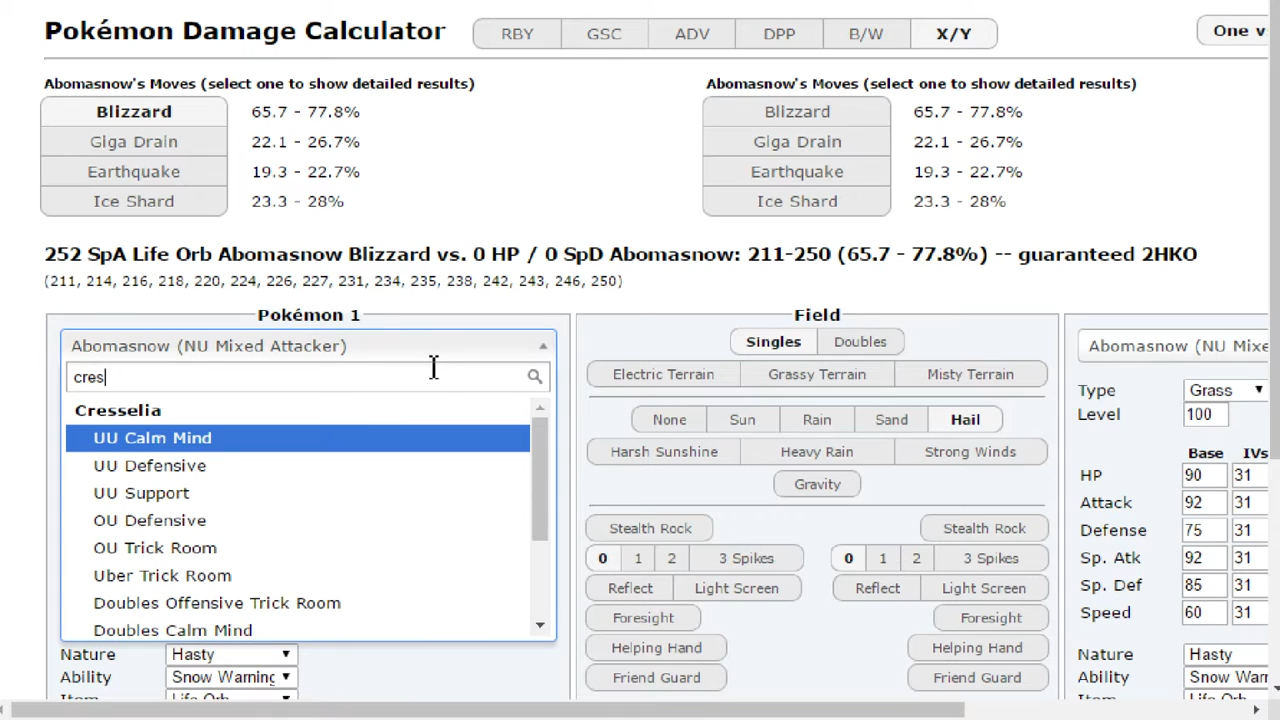 Pokémon Damage Calculator
RBY GSC ADV DPP B/W X/Y
One v
Abomasnow's Moves (select one to show detailed results)
Blizzard 65.7 - 77.8%
Giga Drain 22.1 - 26.7%
Earthquake 19.3 - 22.7%
Ice Shard 23.3 - 28%
Abomasnow's Moves (select one to show detailed results)
Blizzard 65.7 - 77.8%
Giga Drain 22.1 - 26.7%
Earthquake 19.3 - 22.7%
Ice Shard 23.3 - 28%
252 SpA Life Orb Abomasnow Blizzard vs. 0 HP / 0 SpD Abomasnow: 211-250 (65.7 - 77.8%) -- guaranteed 2HKO
(211, 214, 216, 218, 220, 224, 226, 227, 231, 234, 235, 238, 242, 243, 246, 250)
Pokémon 1
Abomasnow (NU Mixed Attacker)
cres
Cresselia
UU Calm Mind
UU Defensive
UU Support
OU Defensive
OU Trick Room
Uber Trick Room
Doubles Offensive Trick Room
Doubles Calm Mind
Nature Hasty
Ability Snow Warning
Item Life Orb
Field
Singles Doubles
Electric Terrain Grassy Terrain Misty Terrain
None Sun Rain Sand Hail
Harsh Sunshine Heavy Rain Strong Winds
Gravity
Stealth Rock Stealth Rock
0 1 2 3 Spikes 0 1 2 3 Spikes
Reflect Light Screen Reflect Light Screen
Foresight Foresight
Helping Hand Helping Hand
Friend Guard Friend Guard
Abomasnow (NU Mixe
Type Grass
Level 100
Base IVs
HP 90 31
Attack 92 31
Defense 75 31
Sp. Atk 92 31
Sp. Def 85 31
Speed 60 31
Nature Hasty
Ability Snow Warn
Item Life Orb